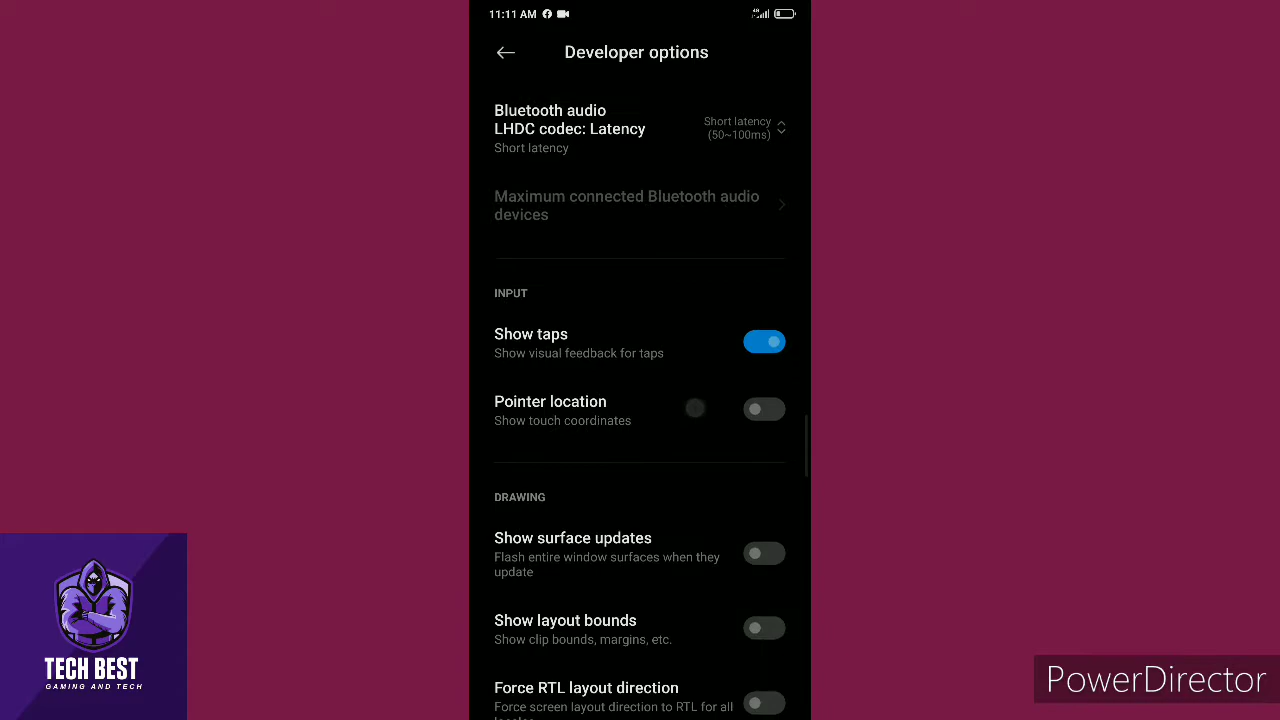 11:11 AM
4G
Developer options
Bluetooth audio
LHDC codec: Latency
Short latency
Short latency
(50~100ms)
Maximum connected Bluetooth audio
devices
INPUT
Show taps
Show visual feedback for taps
Pointer location
Show touch coordinates
DRAWING
Show surface updates
Flash entire window surfaces when they
update
Show layout bounds
Show clip bounds, margins, etc.
Force RTL layout direction
Force screen layout direction to RTL for all
TECH BEST
GAMING AND TECH
PowerDirector